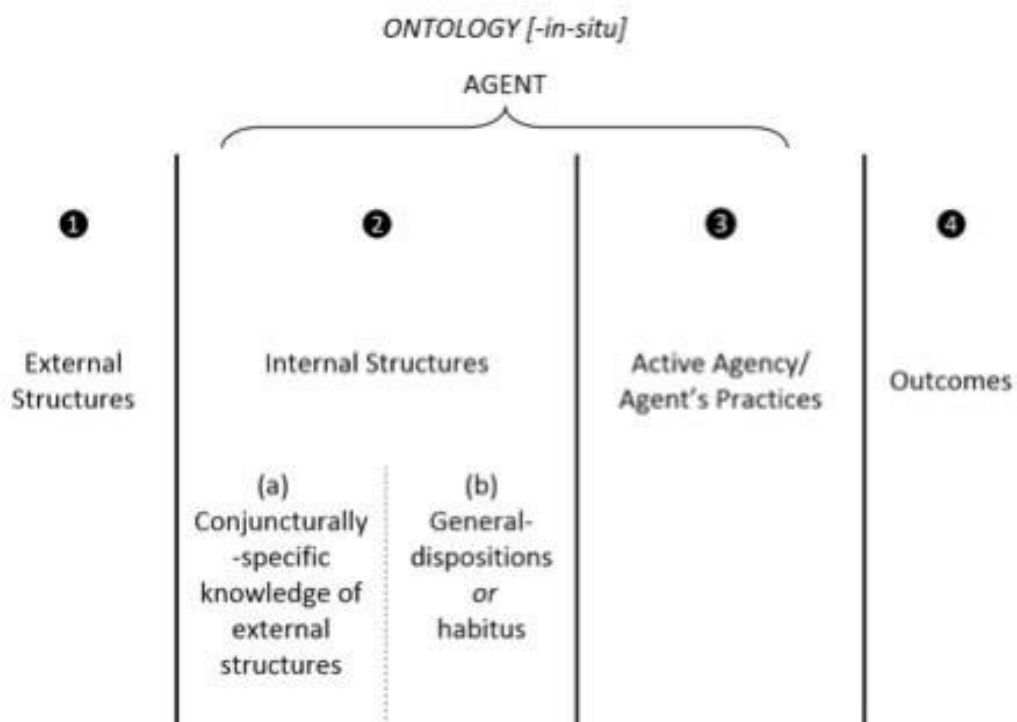 ONTOLOGY [-in-situ]
AGENT
❶
❷
❸
❹
External
Structures
Internal Structures
Active Agency/
Agent's Practices
Outcomes
(a)
Conjuncturally
-specific
knowledge of
external
structures
(b)
General-
dispositions
or
habitus